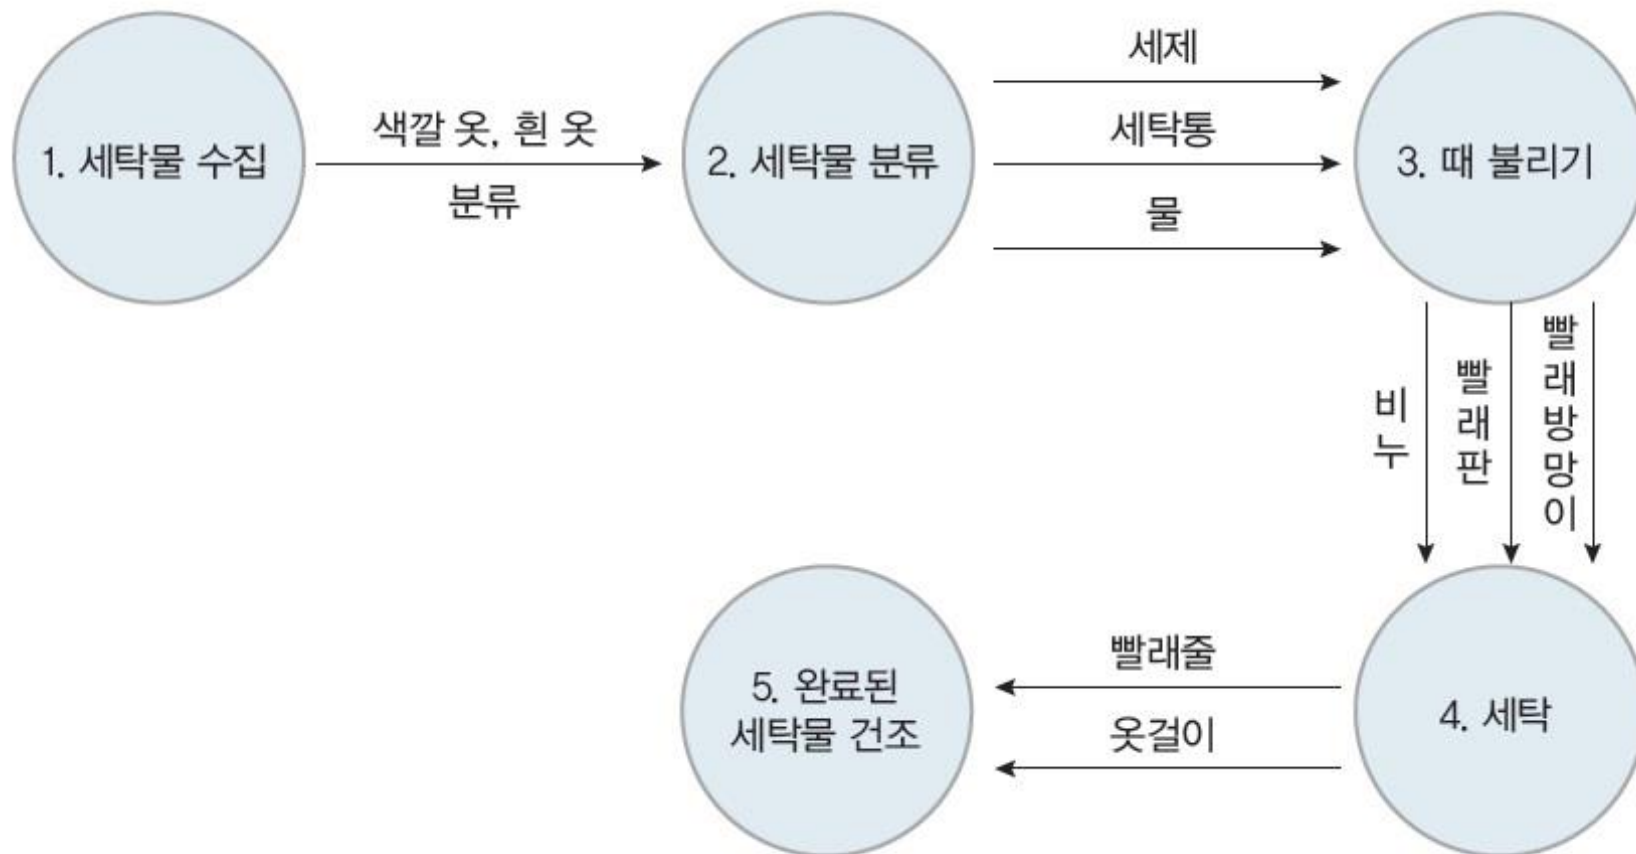 1. 세탁물 수집
색깔 옷, 흰 옷
분류
2. 세탁물 분류
세제
세탁통
물
3. 때 불리기
비누
빨래판
빨래방망이
4. 세탁
빨래줄
옷걸이
5. 완료된
세탁물 건조